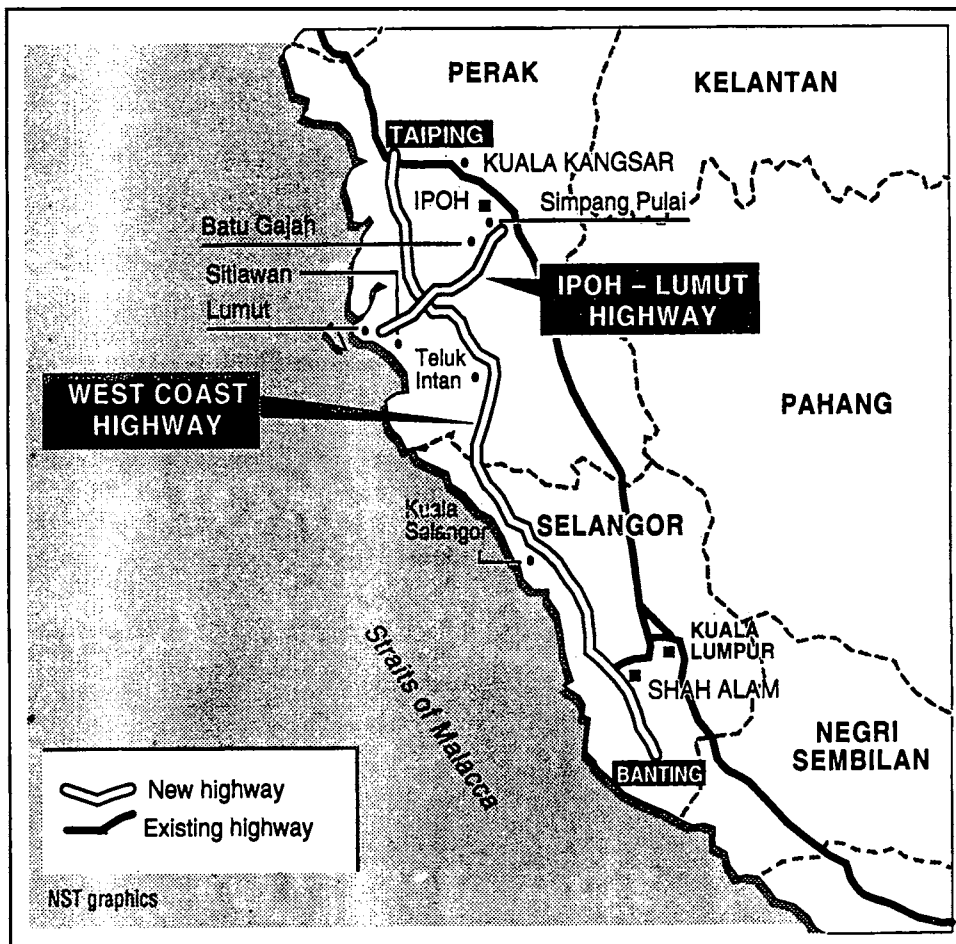 PERAK
KELANTAN
TAIPING
KUALA KANGSAR
IPOH
Simpang Pulai
Batu Gajah
Sitiawan
IPOH – LUMUT
HIGHWAY
Lumut
Teluk
Intan
WEST COAST
HIGHWAY
PAHANG
Kuala
Selangor
SELANGOR
KUALA
LUMPUR
SHAH ALAM
Straits of Malacca
NEGRI
SEMBILAN
BANTING
New highway
Existing highway
NST graphics